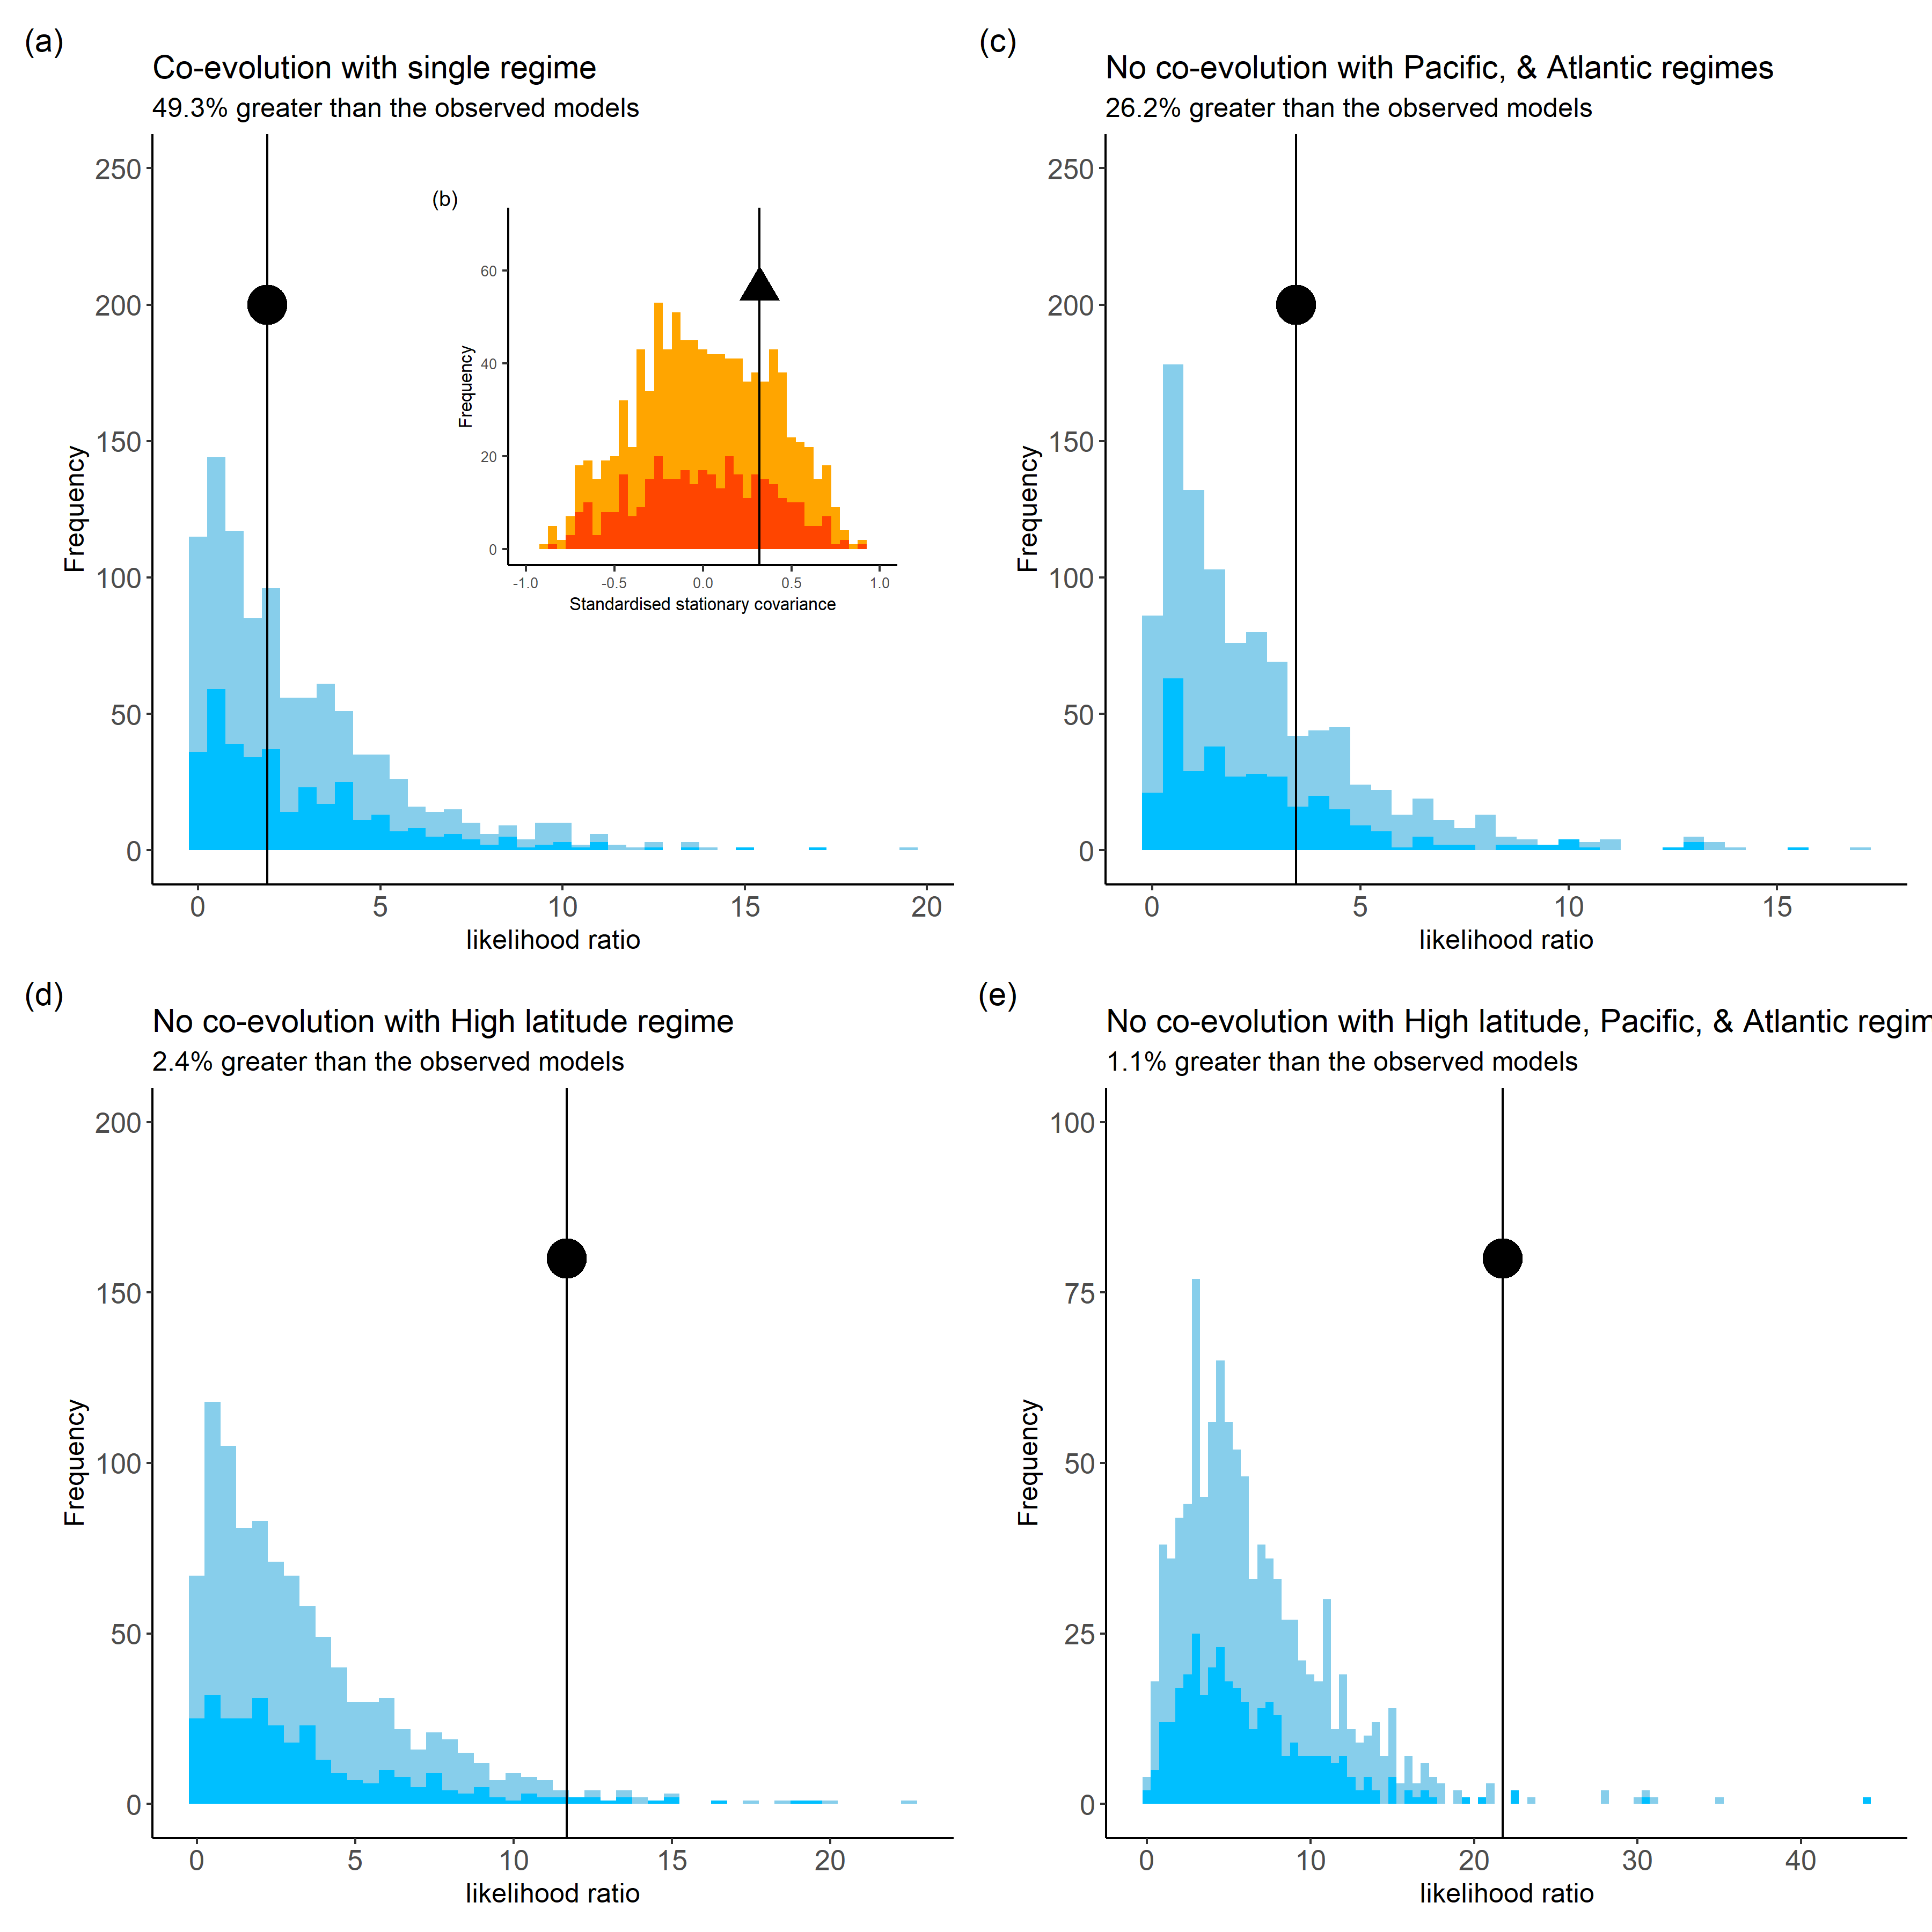 (a)
Co-evolution with single regime
49.3% greater than the observed models
250
200
150
100
50
0
Frequency
0 5 10 15 20
likelihood ratio
(b)
60
40
20
0
Frequency
-1.0 -0.5 0.0 0.5 1.0
Standardised stationary covariance
(c)
No co-evolution with Pacific, & Atlantic regimes
26.2% greater than the observed models
250
200
150
100
50
0
Frequency
0 5 10 15
likelihood ratio
(d)
No co-evolution with High latitude regime
2.4% greater than the observed models
200
150
100
50
0
Frequency
0 5 10 15 20
likelihood ratio
(e)
No co-evolution with High latitude, Pacific, & Atlantic regim
1.1% greater than the observed models
100
75
50
25
0
Frequency
0 10 20 30 40
likelihood ratio